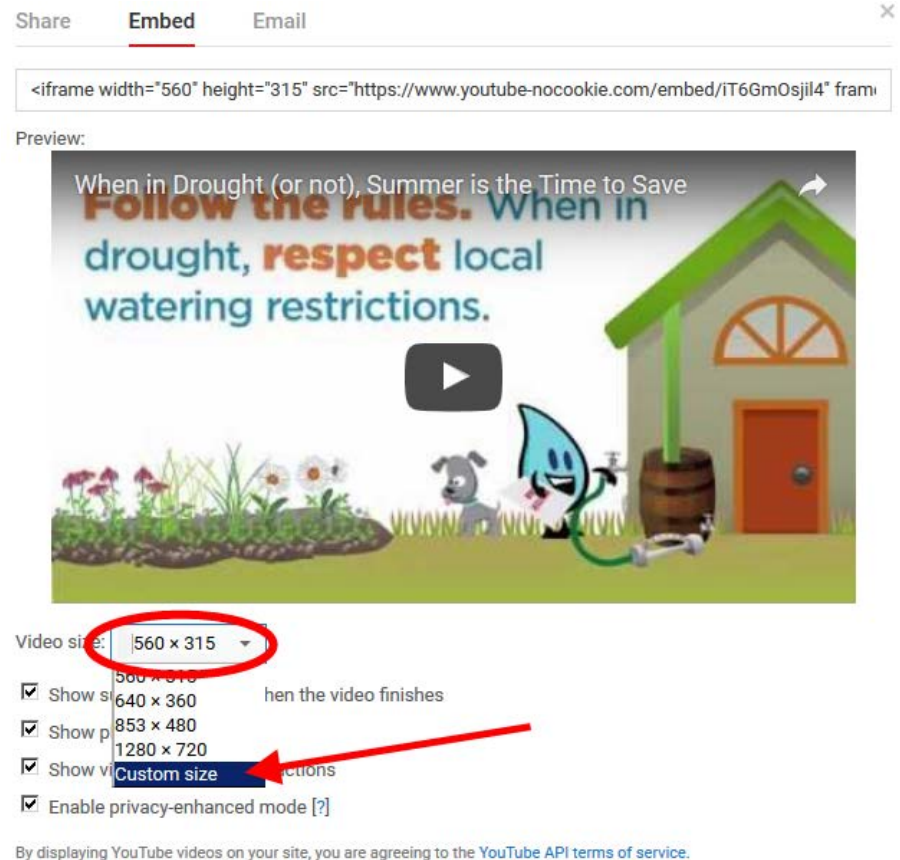 Share Embed Email ×
<iframe width="560" height="315" src="https://www.youtube-nocookie.com/embed/iT6GmOsjil4" fram
Preview:
When in Drought (or not), Summer is the Time to Save
Follow the rules. When in
drought, respect local
watering restrictions.
Video size: 560 × 315
560 × 315
Show s hen the video finishes
640 × 360
Show p 853 × 480
1280 × 720
Show vi Custom size ctions
Enable privacy-enhanced mode [?]
By displaying YouTube videos on your site, you are agreeing to the YouTube API terms of service.